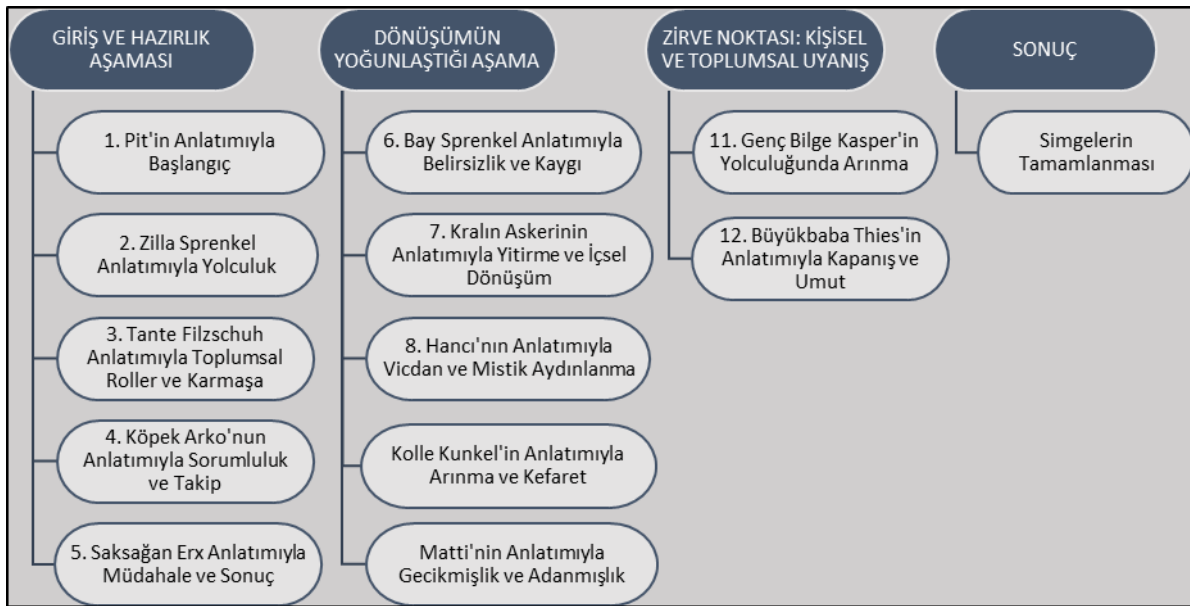 GİRİŞ VE HAZIRLIK
AŞAMASI
1. Pit'in Anlatımıyla
Başlangıç
2. Zilla Sprenkel
Anlatımıyla Yolculuk
3. Tante Filzschuh
Anlatımıyla Toplumsal
Roller ve Karmaşa
4. Köpek Arko'nun
Anlatımıyla Sorumluluk
ve Takip
5. Saksağan Erx Anlatımıyla
Müdahale ve Sonuç
DÖNÜŞÜMÜN
YOĞUNLAŞTIĞI AŞAMA
6. Bay Sprenkel Anlatımıyla
Belirsizlik ve Kaygı
7. Kralın Askerinin
Anlatımıyla Yitirme ve İçsel
Dönüşüm
8. Hancı'nın Anlatımıyla
Vicdan ve Mistik Aydınlanma
Kolle Kunkel'in Anlatımıyla
Arınma ve Kefaret
Matti'nin Anlatımıyla
Gecikmişlik ve Adanmışlık
ZİRVE NOKTASI: KİŞİSEL
VE TOPLUMSAL UYANIŞ
11. Genç Bilge Kasper'in
Yolculuğunda Arınma
12. Büyükbaba Thies'in
Anlatımıyla Kapanış ve
Umut
SONUÇ
Simgelerin
Tamamlanması